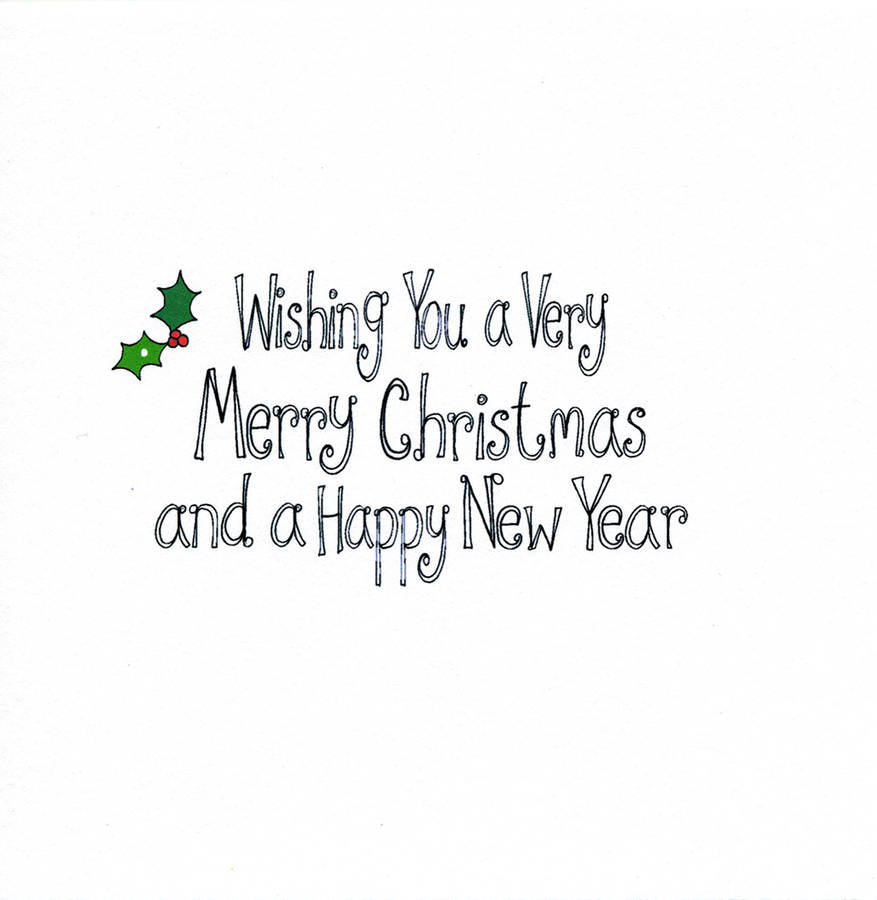 Wishing You a Very
Merry Christmas
and a Happy New Year